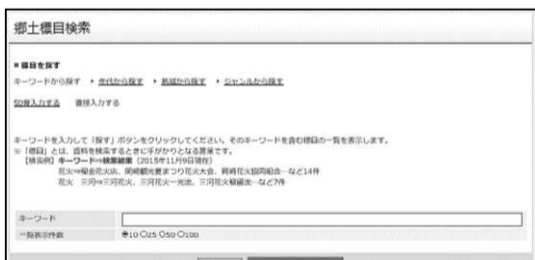 郷土標目検索
■ 標目を探す
キーワードから探す ・ 年代から探す ・ 地域から探す ・ ジャンルから探す
50音入力する 直接入力する
キーワードを入力して「探す」ボタンをクリックしてください。そのキーワードを含む標目の一覧を表示します。
※「標目」とは、資料を検索するときに手がかりとなる言葉です。
【検索例】キーワード⇒検索結果（2015年11月9日現在）
花火⇒稲金花火店、岡崎観光夏まつり花火大会、岡崎花火協同組合…など14件
花火 三河⇒三河花火、三河花火一光流、三河花火秘薬流…など7件
キーワード
一覧表示件数 ◉10 ○25 ○50 ○100